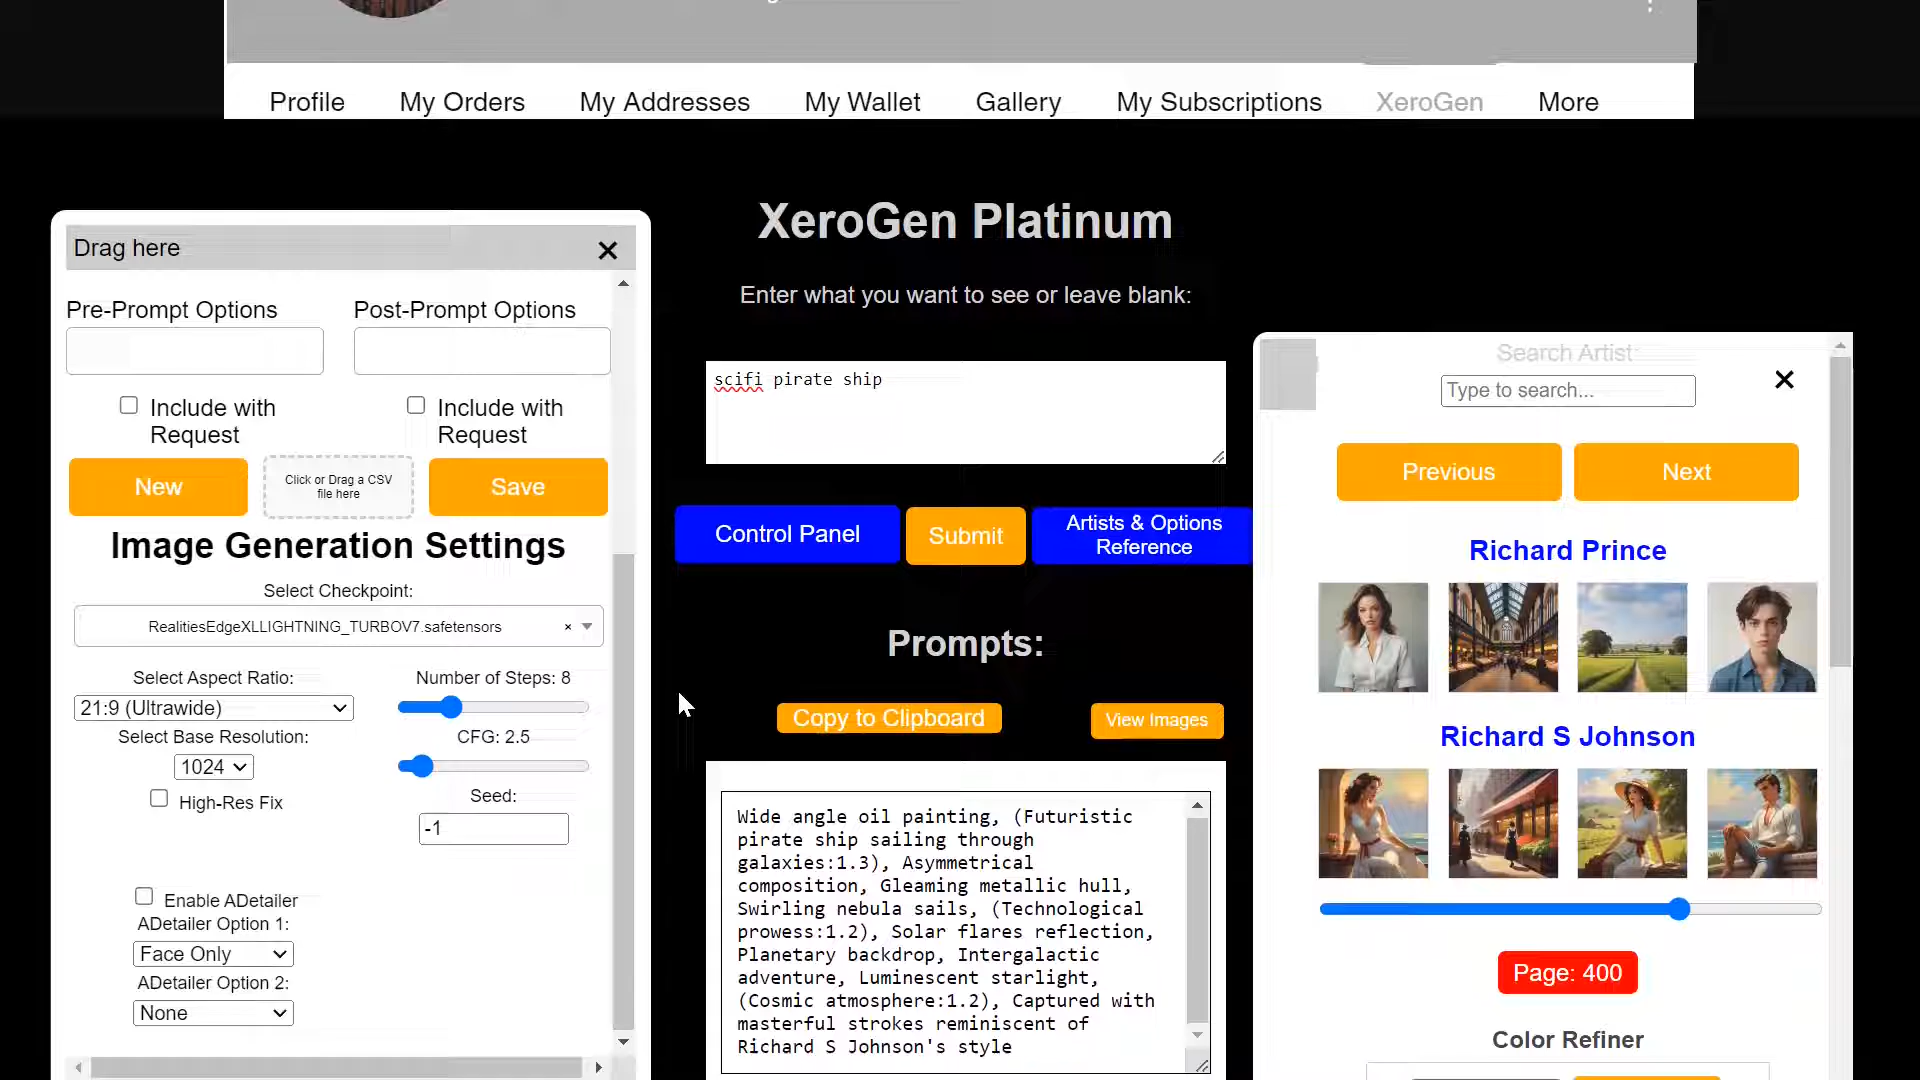 Profile My Orders My Addresses My Wallet Gallery My Subscriptions XeroGen More
Drag here
Pre-Prompt Options Post-Prompt Options
Include with Request
Include with Request
New
Click or Drag a CSV
file here
Save
Image Generation Settings
Select Checkpoint:
RealitiesEdgeXLLIGHTNING_TURBOV7.safetensors
Select Aspect Ratio:
21:9 (Ultrawide)
Select Base Resolution:
1024
High-Res Fix
Number of Steps: 8
CFG: 2.5
Seed:
-1
Enable ADetailer
ADetailer Option 1:
Face Only
ADetailer Option 2:
None
XeroGen Platinum
Enter what you want to see or leave blank:
scifi pirate ship
Control Panel
Submit
Artists & Options
Reference
Prompts:
Copy to Clipboard
View Images
Wide angle oil painting, (Futuristic
pirate ship sailing through
galaxies:1.3), Asymmetrical
composition, Gleaming metallic hull,
Swirling nebula sails, (Technological
prowess:1.2), Solar flares reflection,
Planetary backdrop, Intergalactic
adventure, Luminescent starlight,
(Cosmic atmosphere:1.2), Captured with
masterful strokes reminiscent of
Richard S Johnson's style
Search Artist:
Type to search...
Previous
Next
Richard Prince
Richard S Johnson
Page: 400
Color Refiner